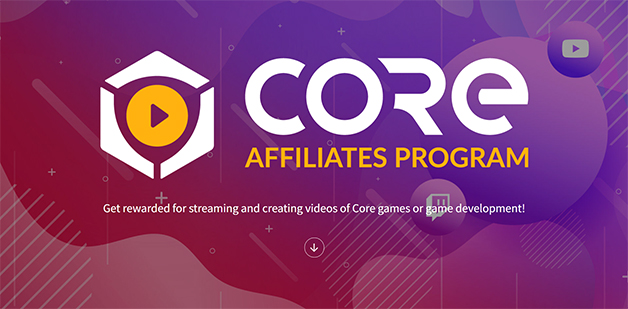 CORE
AFFILIATES PROGRAM
Get rewarded for streaming and creating videos of Core games or game development!